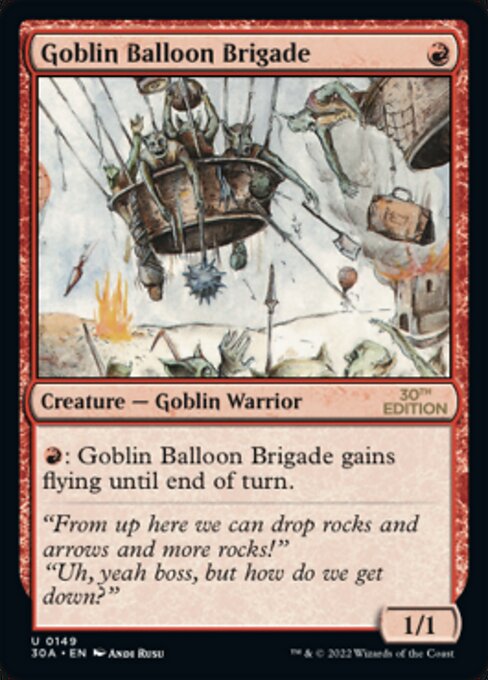 Goblin Balloon Brigade
Creature — Goblin Warrior
30TH
EDITION
: Goblin Balloon Brigade gains
flying until end of turn.
“From up here we can drop rocks and
arrows and more rocks!”
“Uh, yeah boss, but how do we get
down?”
1/1
U 0149
30A • EN Andi Rusu
™ & © 2022 Wizards of the Coast